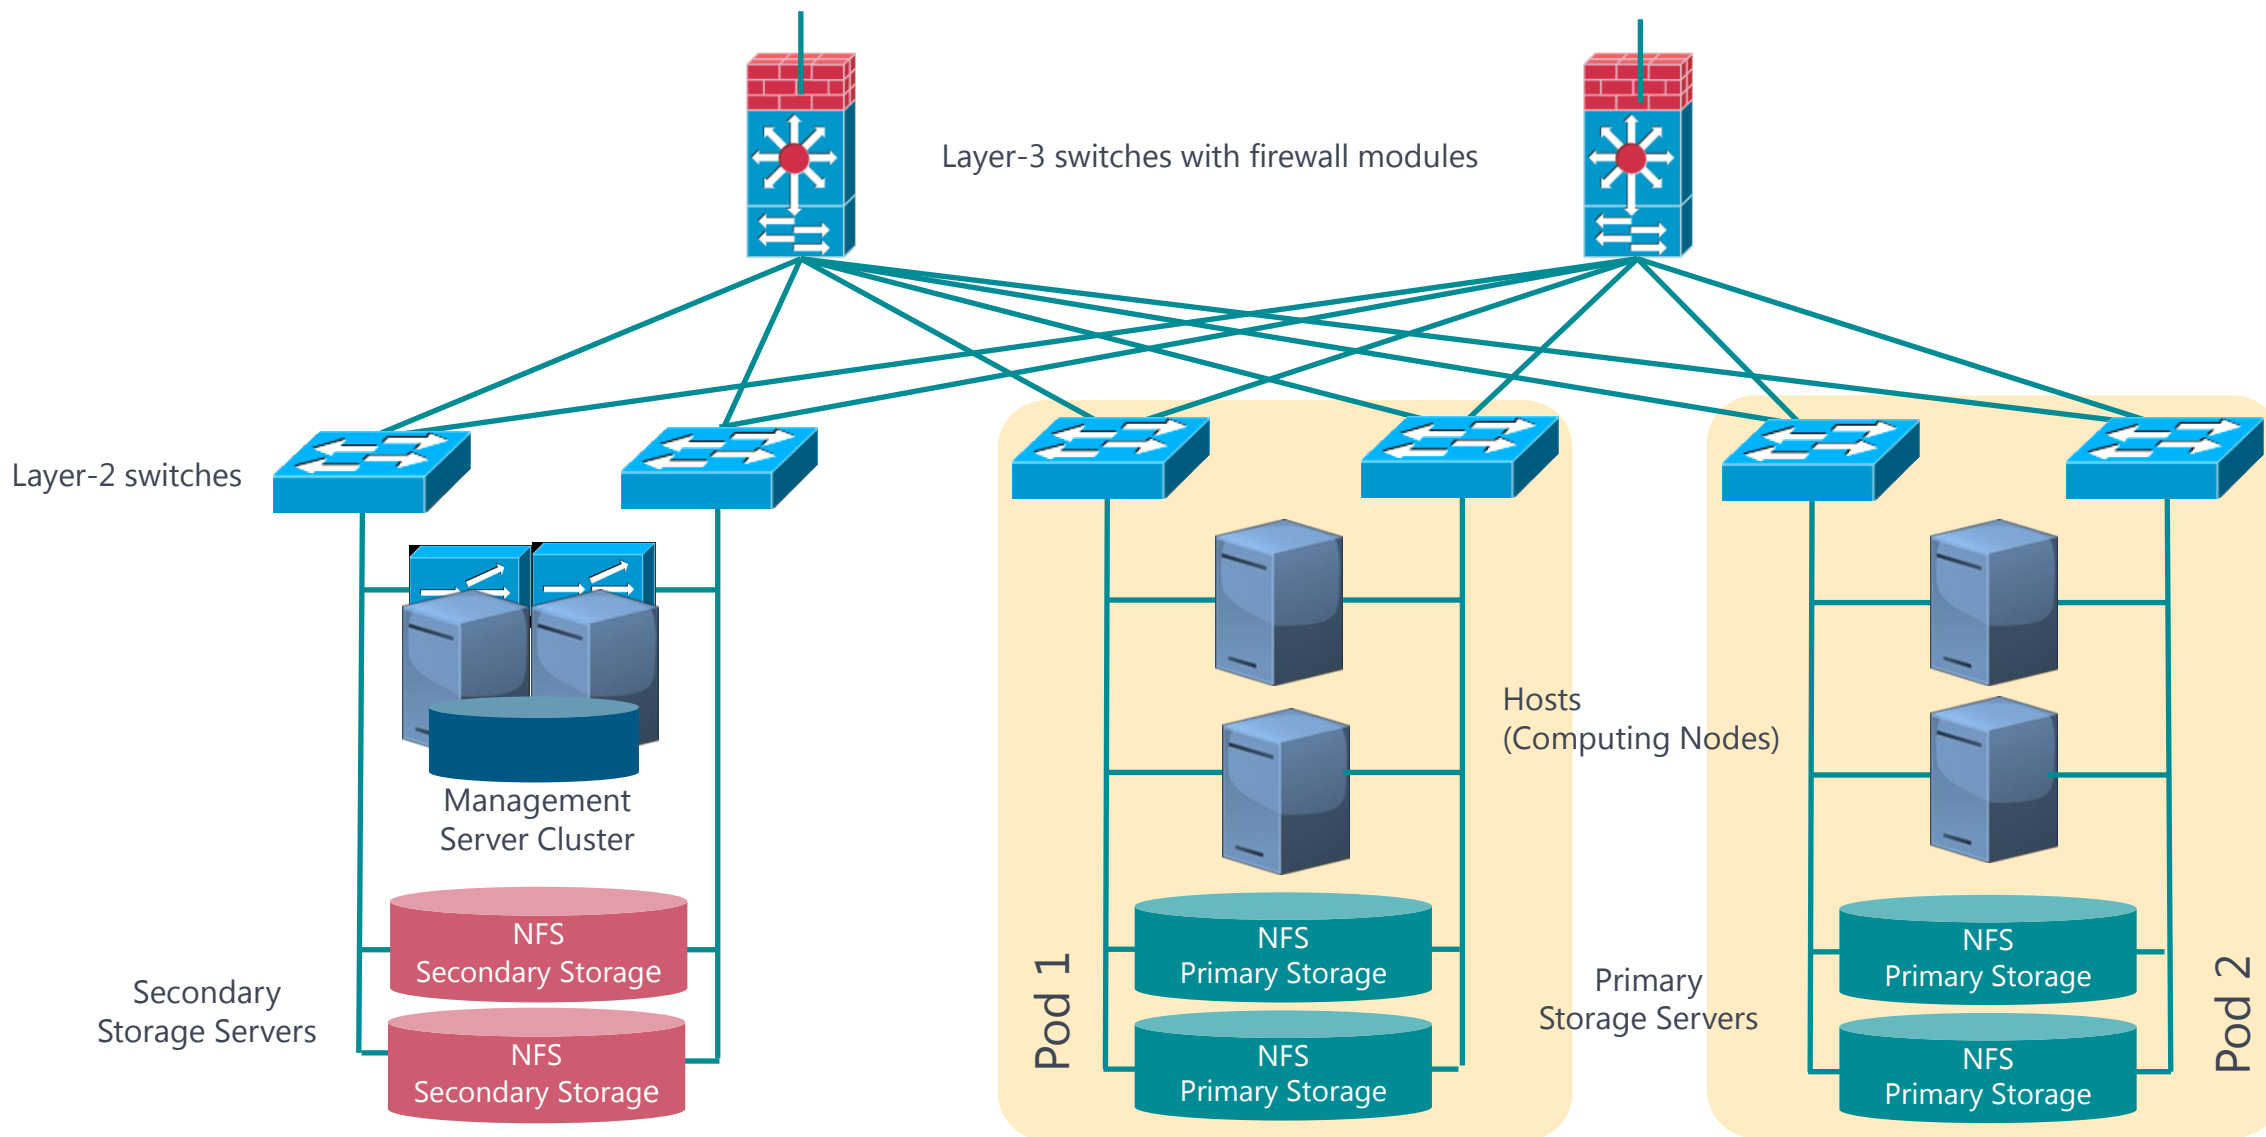 Layer-3 switches with firewall modules
Layer-2 switches
Management
Server Cluster
Hosts
(Computing Nodes)
NFS
Secondary Storage
NFS
Secondary Storage
Secondary
Storage Servers
Pod 1
NFS
Primary Storage
NFS
Primary Storage
Primary
Storage Servers
NFS
Primary Storage
NFS
Primary Storage
Pod 2